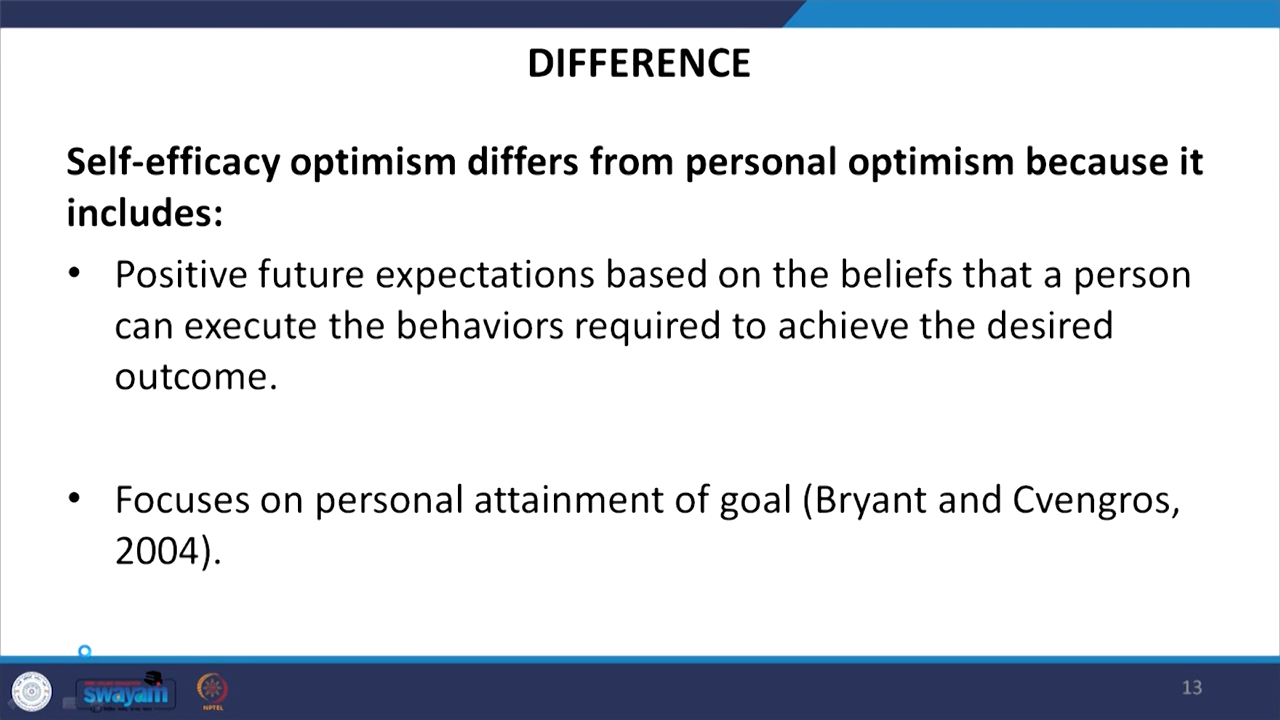 DIFFERENCE
Self-efficacy optimism differs from personal optimism because it
includes:
• Positive future expectations based on the beliefs that a person
can execute the behaviors required to achieve the desired
outcome.
• Focuses on personal attainment of goal (Bryant and Cvengros,
2004).
swayam
NPTEL
13